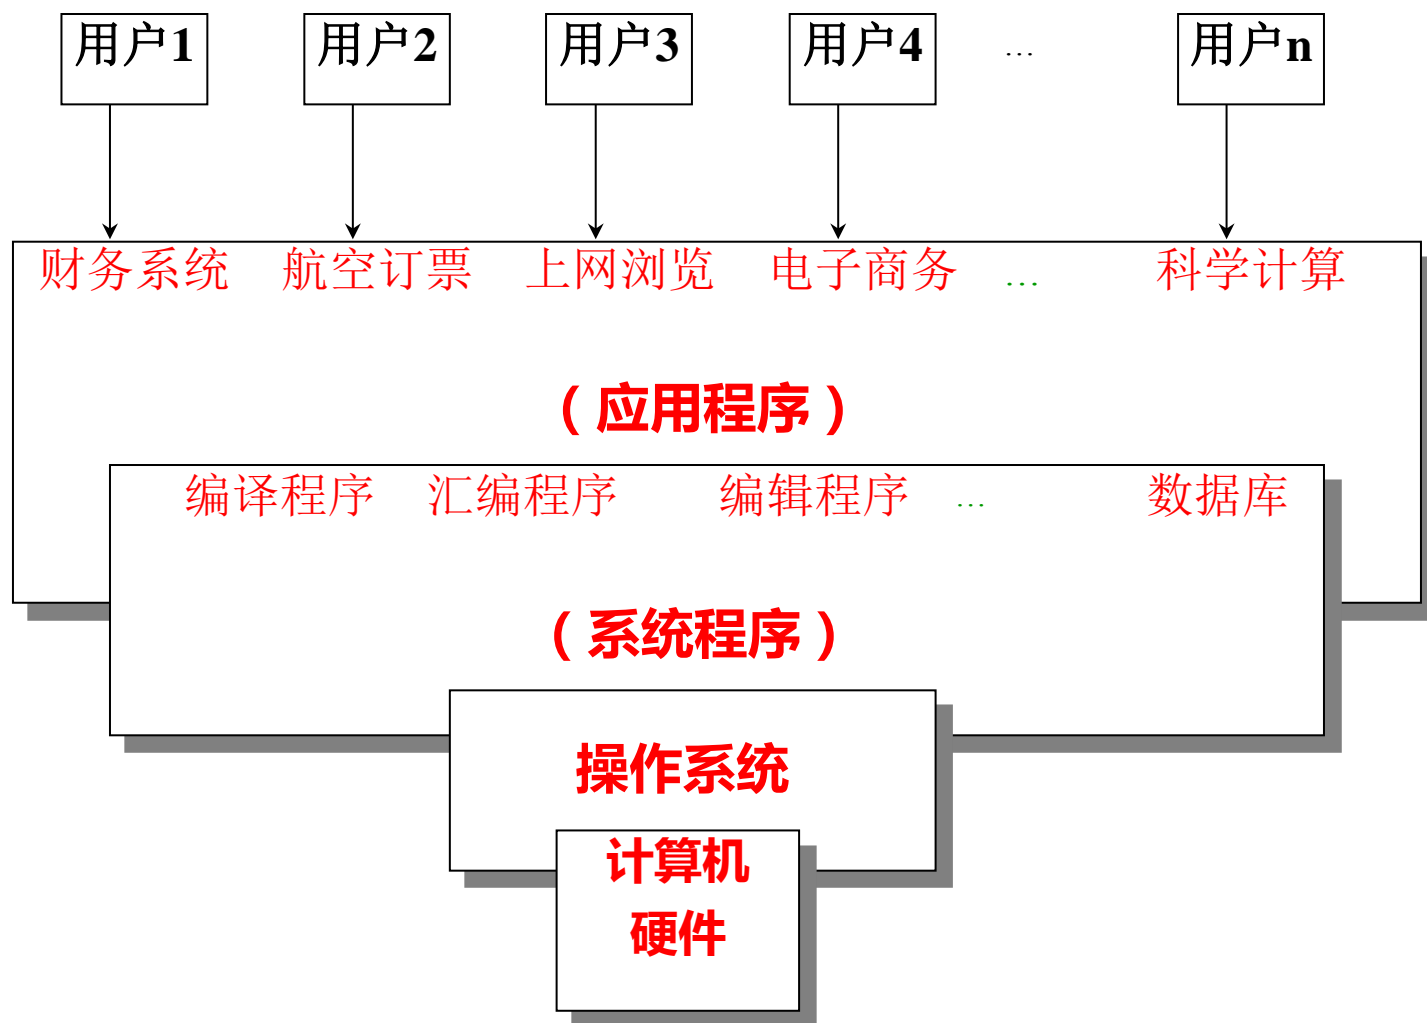 用户1 用户2 用户3 用户4 … 用户n
财务系统 航空订票 上网浏览 电子商务 … 科学计算
（应用程序）
编译程序 汇编程序 编辑程序 … 数据库
（系统程序）
操作系统
计算机
硬件